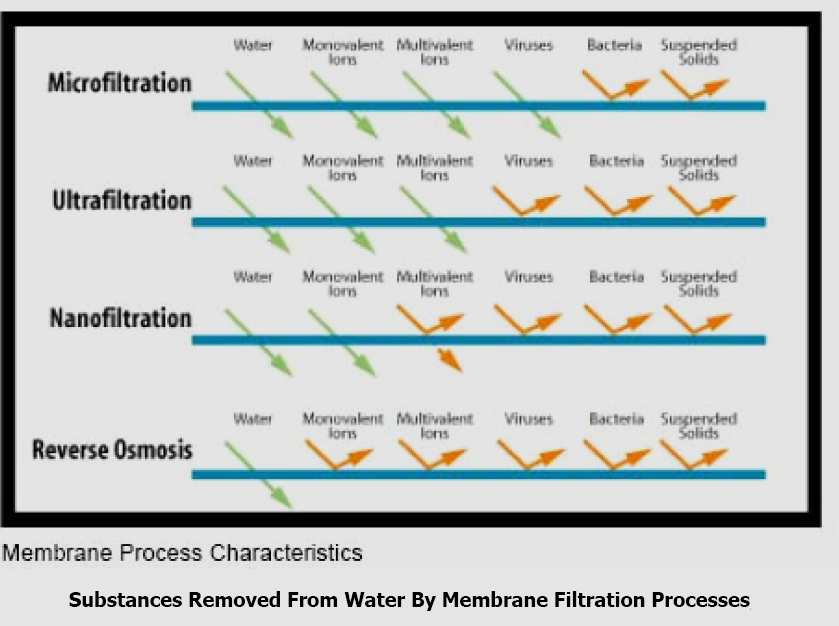 Water Monovalent Ions Multivalent Ions Viruses Bacteria Suspended Solids
Microfiltration
Water Monovalent Ions Multivalent Ions Viruses Bacteria Suspended Solids
Ultrafiltration
Water Monovalent Ions Multivalent Ions Viruses Bacteria Suspended Solids
Nanofiltration
Water Monovalent Ions Multivalent Ions Viruses Bacteria Suspended Solids
Reverse Osmosis
Membrane Process Characteristics
Substances Removed From Water By Membrane Filtration Processes